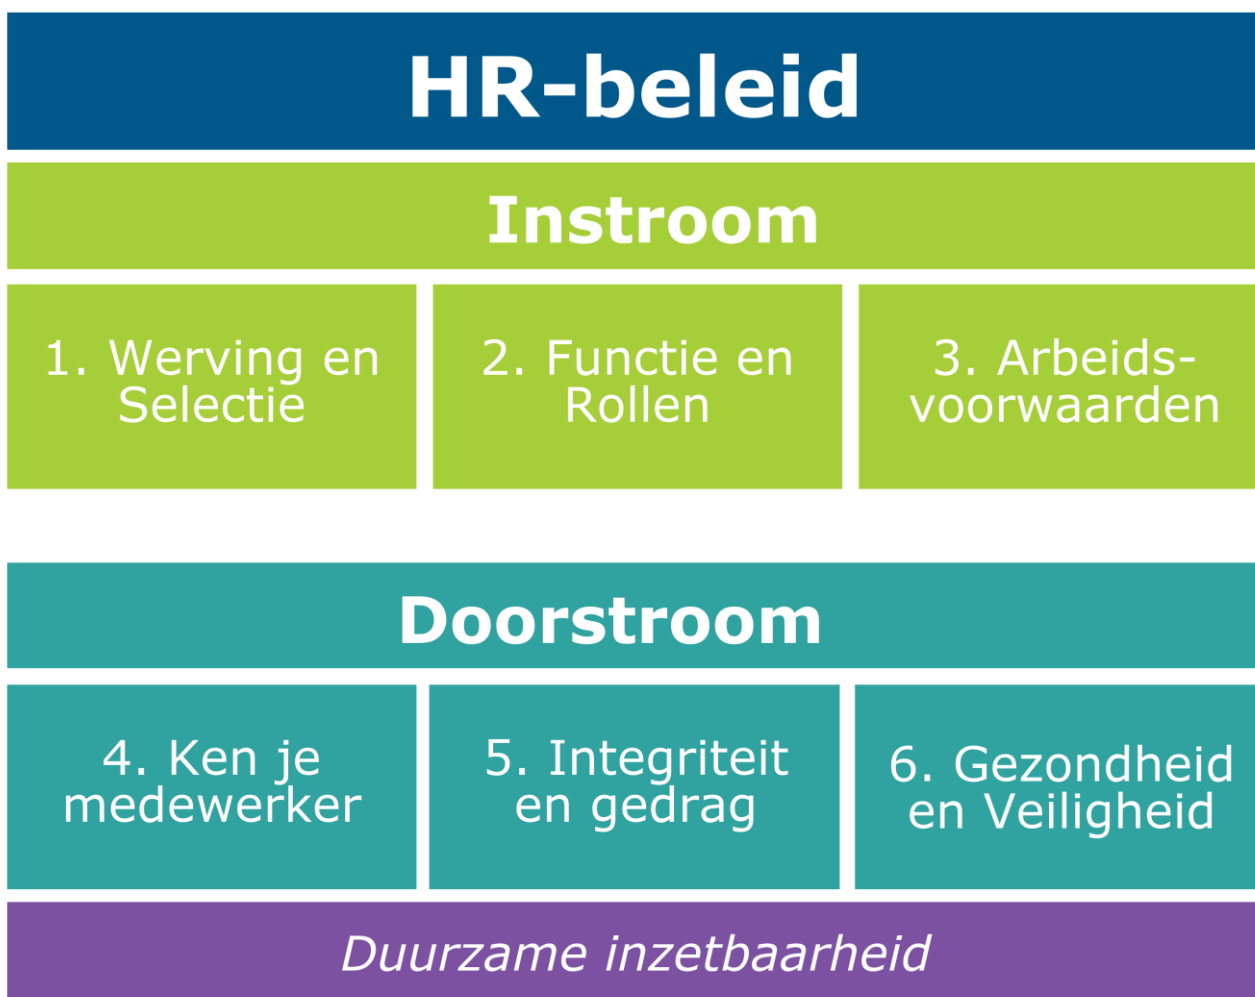 HR-beleid
Instroom
1. Werving en
Selectie
2. Functie en
Rollen
3. Arbeids-
voorwaarden
Doorstroom
4. Ken je
medewerker
5. Integriteit
en gedrag
6. Gezondheid
en Veiligheid
Duurzame inzetbaarheid